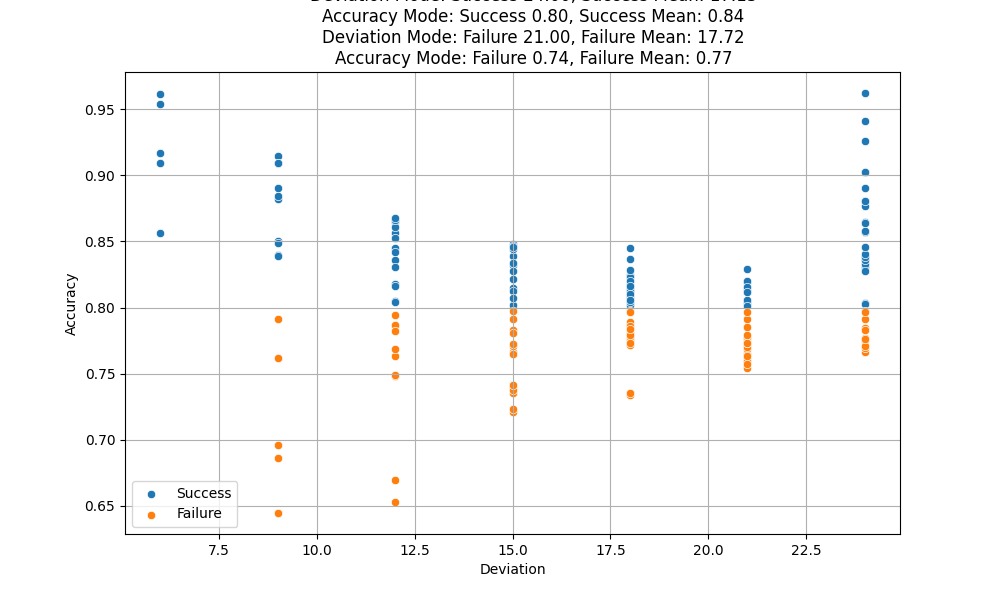 Accuracy Mode: Success 0.80, Success Mean: 0.84
Deviation Mode: Failure 21.00, Failure Mean: 17.72
Accuracy Mode: Failure 0.74, Failure Mean: 0.77
0.95
0.90
0.85
0.80
0.75
0.70
0.65
Accuracy
Success
Failure
7.5
10.0
12.5
15.0
17.5
20.0
22.5
Deviation